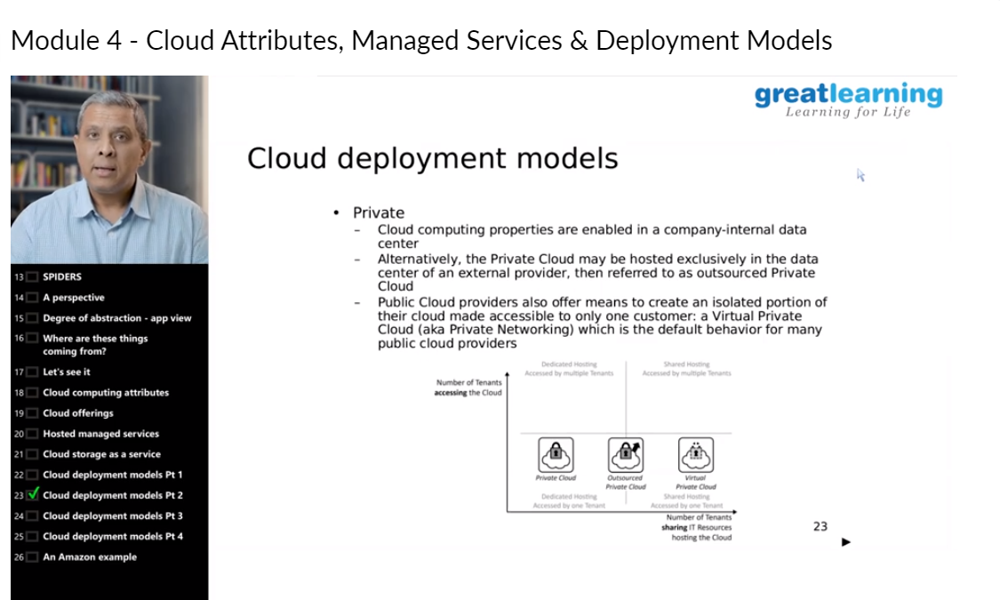 Module 4 - Cloud Attributes, Managed Services & Deployment Models
greatlearning
Learning for Life
Cloud deployment models
• Private
– Cloud computing properties are enabled in a company-internal data
center
– Alternatively, the Private Cloud may be hosted exclusively in the data
center of an external provider, then referred to as outsourced Private
Cloud
– Public Cloud providers also offer means to create an isolated portion of
their cloud made accessible to only one customer: a Virtual Private
Cloud (aka Private Networking) which is the default behavior for many
public cloud providers
Number of Tenants
accessing the Cloud
Dedicated Hosting
Accessed by multiple Tenants
Shared Hosting
Accessed by multiple Tenants
Private Cloud
Outsourced
Private Cloud
Virtual
Private Cloud
Dedicated Hosting
Accessed by one Tenant
Shared Hosting
Accessed by one Tenant
Number of Tenants
sharing IT Resources
hosting the Cloud
23
13 SPIDERS
14 A perspective
15 Degree of abstraction - app view
16 Where are these things
coming from?
17 Let's see it
18 Cloud computing attributes
19 Cloud offerings
20 Hosted managed services
21 Cloud storage as a service
22 Cloud deployment models Pt 1
23 Cloud deployment models Pt 2
24 Cloud deployment models Pt 3
25 Cloud deployment models Pt 4
26 An Amazon example